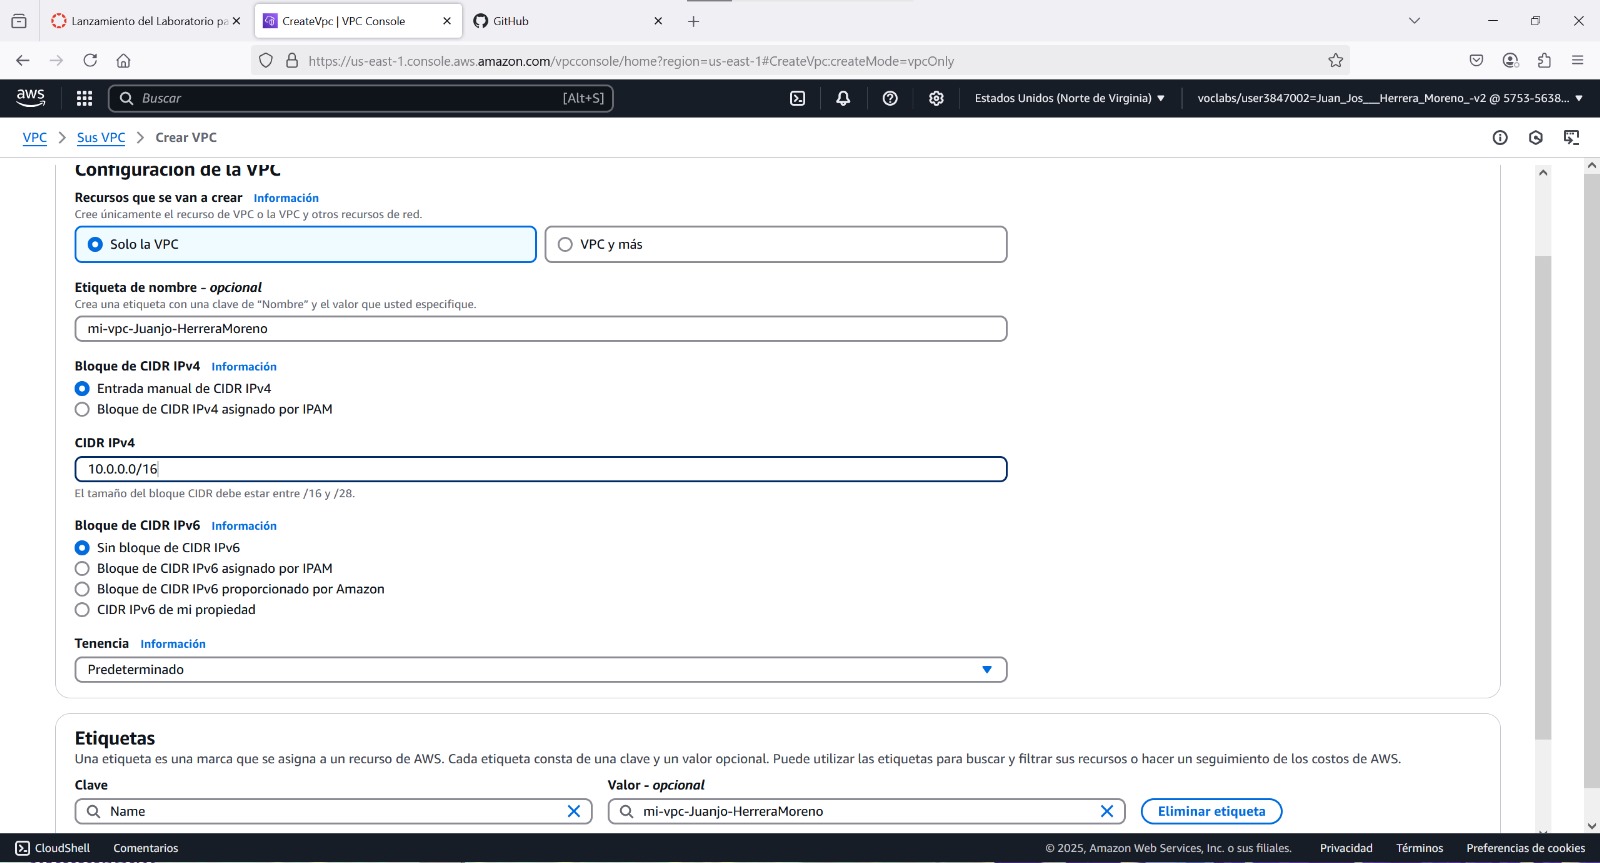 Lanzamiento del Laboratorio pa
CreateVpc | VPC Console
GitHub
https://us-east-1.console.aws.amazon.com/vpcconsole/home?region=us-east-1#CreateVpc:createMode=vpcOnly
aws
Buscar
[Alt+S]
Estados Unidos (Norte de Virginia)
voclabs/user3847002=Juan_Jos___Herrera_Moreno_-v2 @ 5753-5638...
VPC
Sus VPC
Crear VPC
Configuración de la VPC
Recursos que se van a crear Información
Cree únicamente el recurso de VPC o la VPC y otros recursos de red.
Solo la VPC
VPC y más
Etiqueta de nombre - opcional
Crea una etiqueta con una clave de “Nombre” y el valor que usted especifique.
mi-vpc-Juanjo-HerreraMoreno
Bloque de CIDR IPv4 Información
Entrada manual de CIDR IPv4
Bloque de CIDR IPv4 asignado por IPAM
CIDR IPv4
10.0.0.0/16
El tamaño del bloque CIDR debe estar entre /16 y /28.
Bloque de CIDR IPv6 Información
Sin bloque de CIDR IPv6
Bloque de CIDR IPv6 asignado por IPAM
Bloque de CIDR IPv6 proporcionado por Amazon
CIDR IPv6 de mi propiedad
Tenencia Información
Predeterminado
Etiquetas
Una etiqueta es una marca que se asigna a un recurso de AWS. Cada etiqueta consta de una clave y un valor opcional. Puede utilizar las etiquetas para buscar y filtrar sus recursos o hacer un seguimiento de los costos de AWS.
Clave
Valor - opcional
Name
mi-vpc-Juanjo-HerreraMoreno
Eliminar etiqueta
CloudShell
Comentarios
© 2025, Amazon Web Services, Inc. o sus filiales.
Privacidad
Términos
Preferencias de cookies